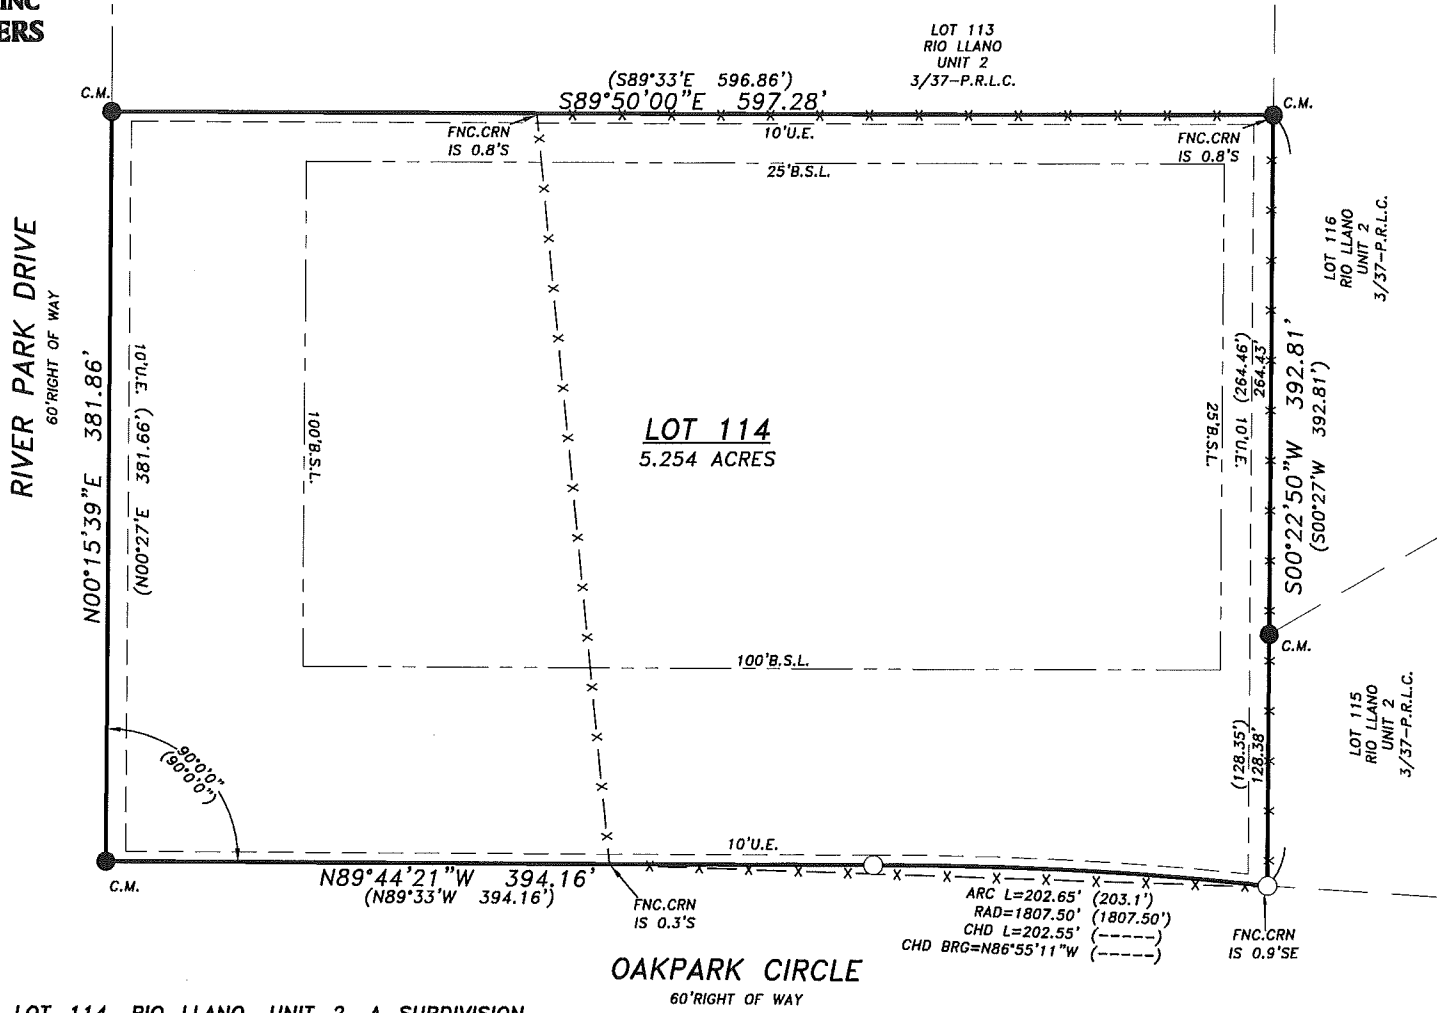 INC
ERS
LOT 113
RIO LLANO
UNIT 2
3/37-P.R.L.C.
C.M.
(S89°33'E 596.86')
S89°50'00"E 597.28'
C.M.
FNC.CRN
IS 0.8'S
10'U.E.
FNC.CRN
IS 0.8'S
25'B.S.L.
RIVER PARK DRIVE
60'RIGHT OF WAY
N00°15'39"E 381.86'
10'U.E.
(N00°27'E 381.66')
100'B.S.L.
LOT 114
5.254 ACRES
25'B.S.L.
10'U.E.
(264.46')
264.43'
S00°22'50"W 392.81'
(S00°27'W 392.81')
LOT 116
RIO LLANO
UNIT 2
3/37-P.R.L.C.
C.M.
100'B.S.L.
(128.35')
128.38'
LOT 115
RIO LLANO
UNIT 2
3/37-P.R.L.C.
90°0'0"
(90°0'0")
10'U.E.
C.M.
N89°44'21"W 394.16'
(N89°33'W 394.16')
FNC.CRN
IS 0.3'S
ARC L=202.65' (203.1')
RAD=1807.50' (1807.50')
CHD L=202.55' (-----)
CHD BRG=N86°55'11"W (-----)
FNC.CRN
IS 0.9'SE
OAKPARK CIRCLE
60'RIGHT OF WAY
LOT 114, RIO LLANO, UNIT 2, A SUBDIVISION